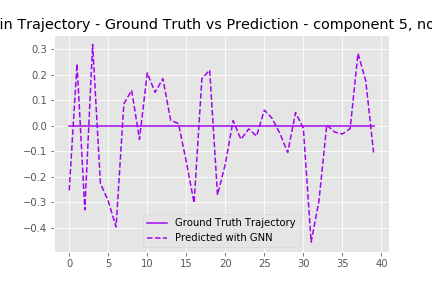 in Trajectory - Ground Truth vs Prediction - component 5, no
0.3
0.2
0.1
0.0
−0.1
−0.2
−0.3
−0.4
Ground Truth Trajectory
Predicted with GNN
0 5 10 15 20 25 30 35 40